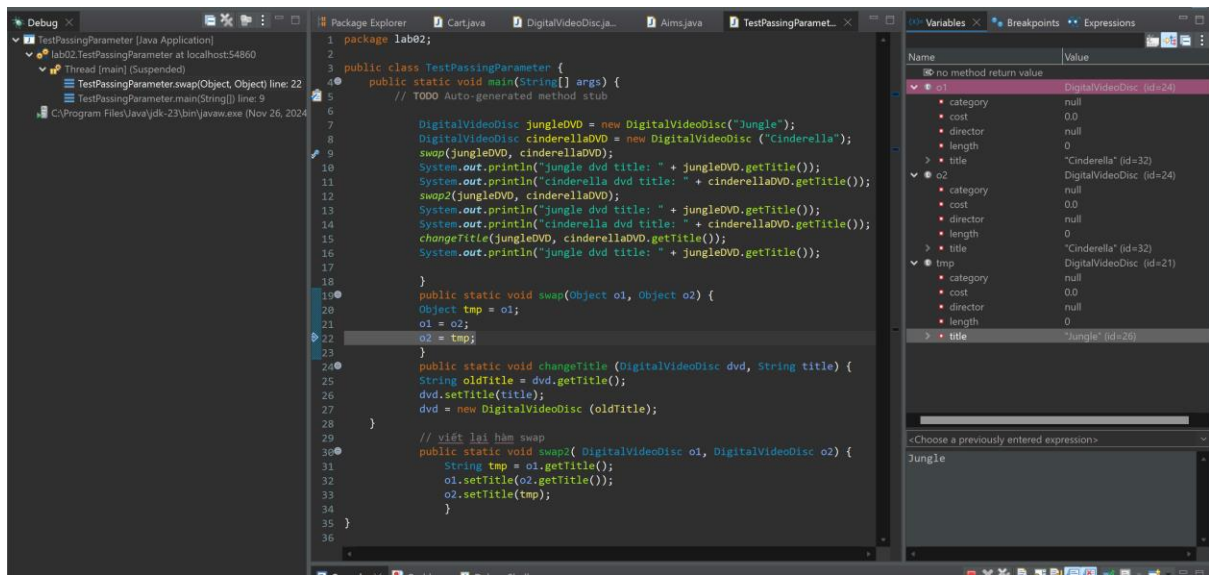 Debug
TestPassingParameter [Java Application]
lab02.TestPassingParameter at localhost:54860
Thread [main] (Suspended)
TestPassingParameter.swap(Object, Object) line: 22
TestPassingParameter.main(String[]) line: 9
C:\Program Files\Java\jdk-23\bin\javaw.exe (Nov 26, 2024
Package Explorer Cart.java DigitalVideoDisc.ja... Aims.java TestPassingParamet...
1 package lab02;
2
3 public class TestPassingParameter {
4 public static void main(String[] args) {
5 // TODO Auto-generated method stub
6
7 DigitalVideoDisc jungleDVD = new DigitalVideoDisc("Jungle");
8 DigitalVideoDisc cinderellaDVD = new DigitalVideoDisc ("Cinderella");
9 swap(jungleDVD, cinderellaDVD);
10 System.out.println("jungle dvd title: " + jungleDVD.getTitle());
11 System.out.println("cinderella dvd title: " + cinderellaDVD.getTitle());
12 swap2(jungleDVD, cinderellaDVD);
13 System.out.println("jungle dvd title: " + jungleDVD.getTitle());
14 System.out.println("cinderella dvd title: " + cinderellaDVD.getTitle());
15 changeTitle(jungleDVD, cinderellaDVD.getTitle());
16 System.out.println("jungle dvd title: " + jungleDVD.getTitle());
17
18 }
19 public static void swap(Object o1, Object o2) {
20 Object tmp = o1;
21 o1 = o2;
22 o2 = tmp;
23 }
24 public static void changeTitle (DigitalVideoDisc dvd, String title) {
25 String oldTitle = dvd.getTitle();
26 dvd.setTitle(title);
27 dvd = new DigitalVideoDisc (oldTitle);
28 }
29 // viết lại hàm swap
30 public static void swap2( DigitalVideoDisc o1, DigitalVideoDisc o2) {
31 String tmp = o1.getTitle();
32 o1.setTitle(o2.getTitle());
33 o2.setTitle(tmp);
34 }
35 }
36
Variables Breakpoints Expressions
Name Value
no method return value
o1 DigitalVideoDisc (id=24)
category null
cost 0.0
director null
length 0
title "Cinderella" (id=32)
o2 DigitalVideoDisc (id=24)
category null
cost 0.0
director null
length 0
title "Cinderella" (id=32)
tmp DigitalVideoDisc (id=21)
category null
cost 0.0
director null
length 0
title "Jungle" (id=26)
<Choose a previously entered expression>
Jungle